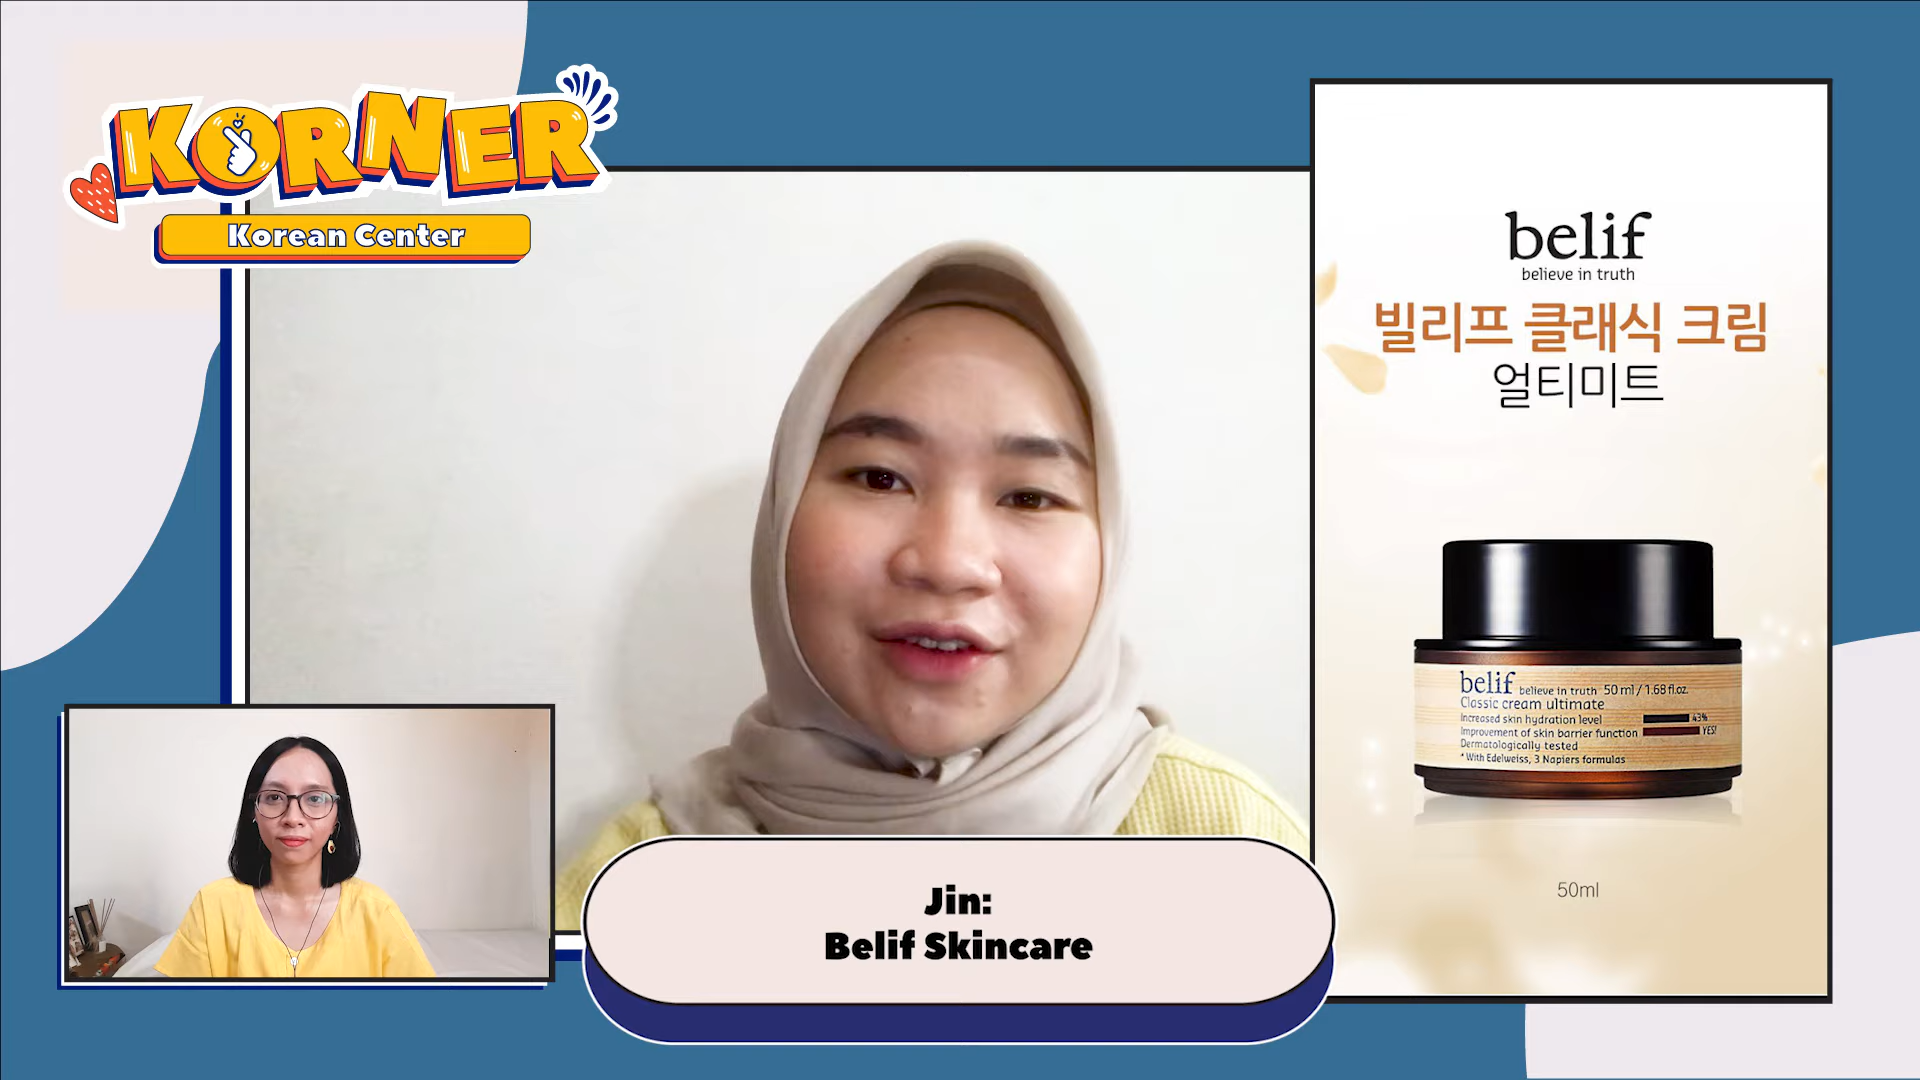 KORNER
Korean Center
belif
believe in truth
빌리프 클래식 크림
얼티미트
belif believe in truth 50 ml / 1.68 fl.oz.
Classic cream ultimate
Increased skin hydration level 43%
Improvement of skin barrier function YES!
Dermatologically tested
* With Edelweiss, 3 Napiers formulas
50ml
Jin:
Belif Skincare